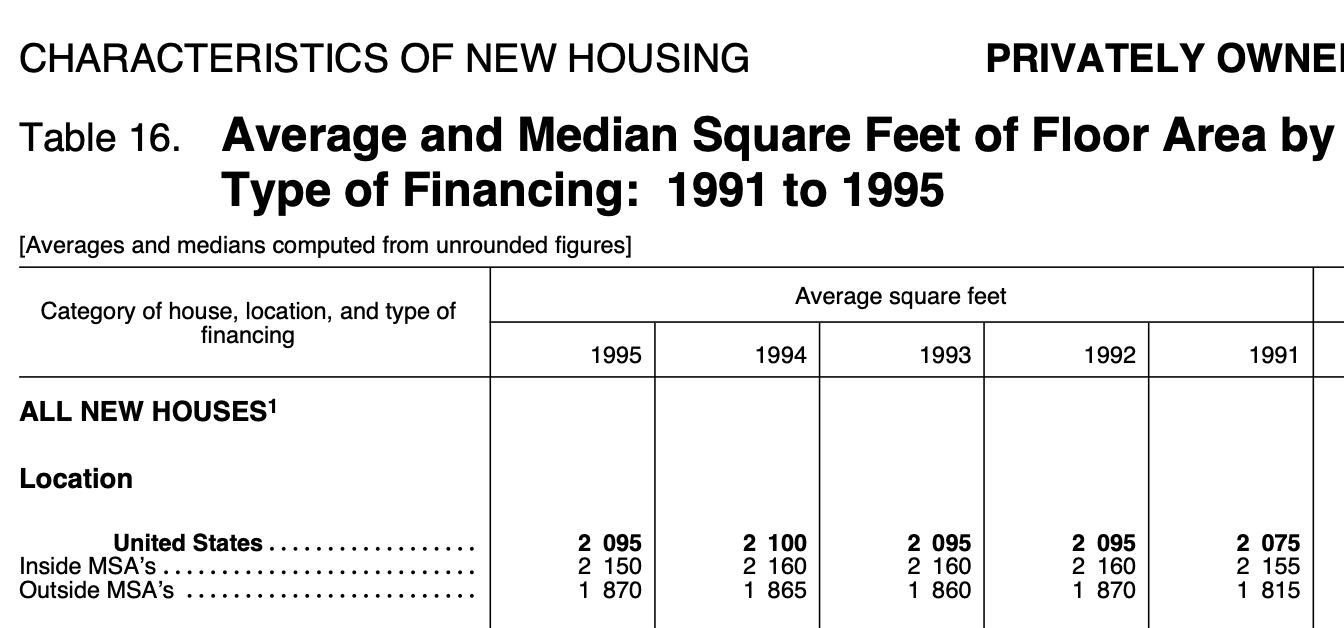 CHARACTERISTICS OF NEW HOUSING PRIVATELY OWNE
Table 16. Average and Median Square Feet of Floor Area by
Type of Financing: 1991 to 1995
[Averages and medians computed from unrounded figures]
Category of house, location, and type of
financing
Average square feet
1995 1994 1993 1992 1991
ALL NEW HOUSES¹
Location
United States . . . . . . . . . . . . . . . . . . 2 095 2 100 2 095 2 095 2 075
Inside MSA's . . . . . . . . . . . . . . . . . . . . . . . . . . . 2 150 2 160 2 160 2 160 2 155
Outside MSA's . . . . . . . . . . . . . . . . . . . . . . . . . 1 870 1 865 1 860 1 870 1 815